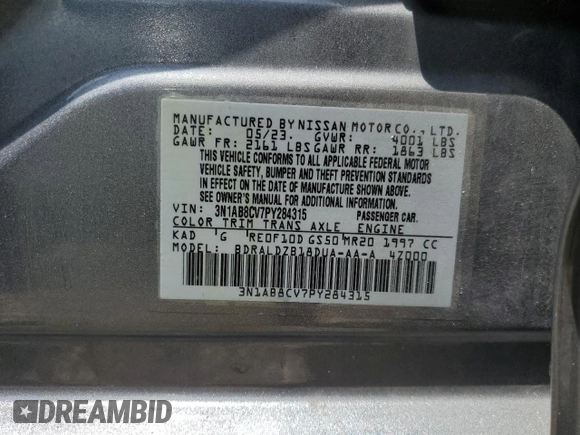 MANUFACTURED BY NISSAN MOTOR CO., LTD.
DATE: 05/23. GVWR: 4001 LBS
GAWR FR: 2161 LBS GAWR RR: 1863 LBS
THIS VEHICLE CONFORMS TO ALL APPLICABLE FEDERAL MOTOR
VEHICLE SAFETY, BUMPER AND THEFT PREVENTION STANDARDS
IN EFFECT ON THE DATE OF MANUFACTURE SHOWN ABOVE.
SEE OWNER'S MANUAL FOR ADDITIONAL INFORMATION.
VIN: 3N1AB8CV7PY284315 PASSENGER CAR.
COLOR TRIM TRANS AXLE ENGINE
KAD G RE0F10D GS50 MR20 1997 CC
MODEL: BDRALDZB18DUA-AA-A 4Z000
3N1AB8CV7PY284315
DREAMBID